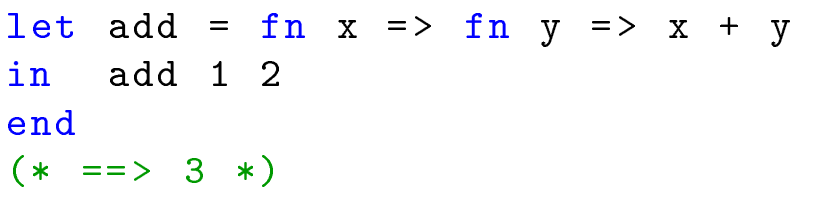 let add = fn x => fn y => x + y
in  add 1 2
end
(* ==> 3 *)